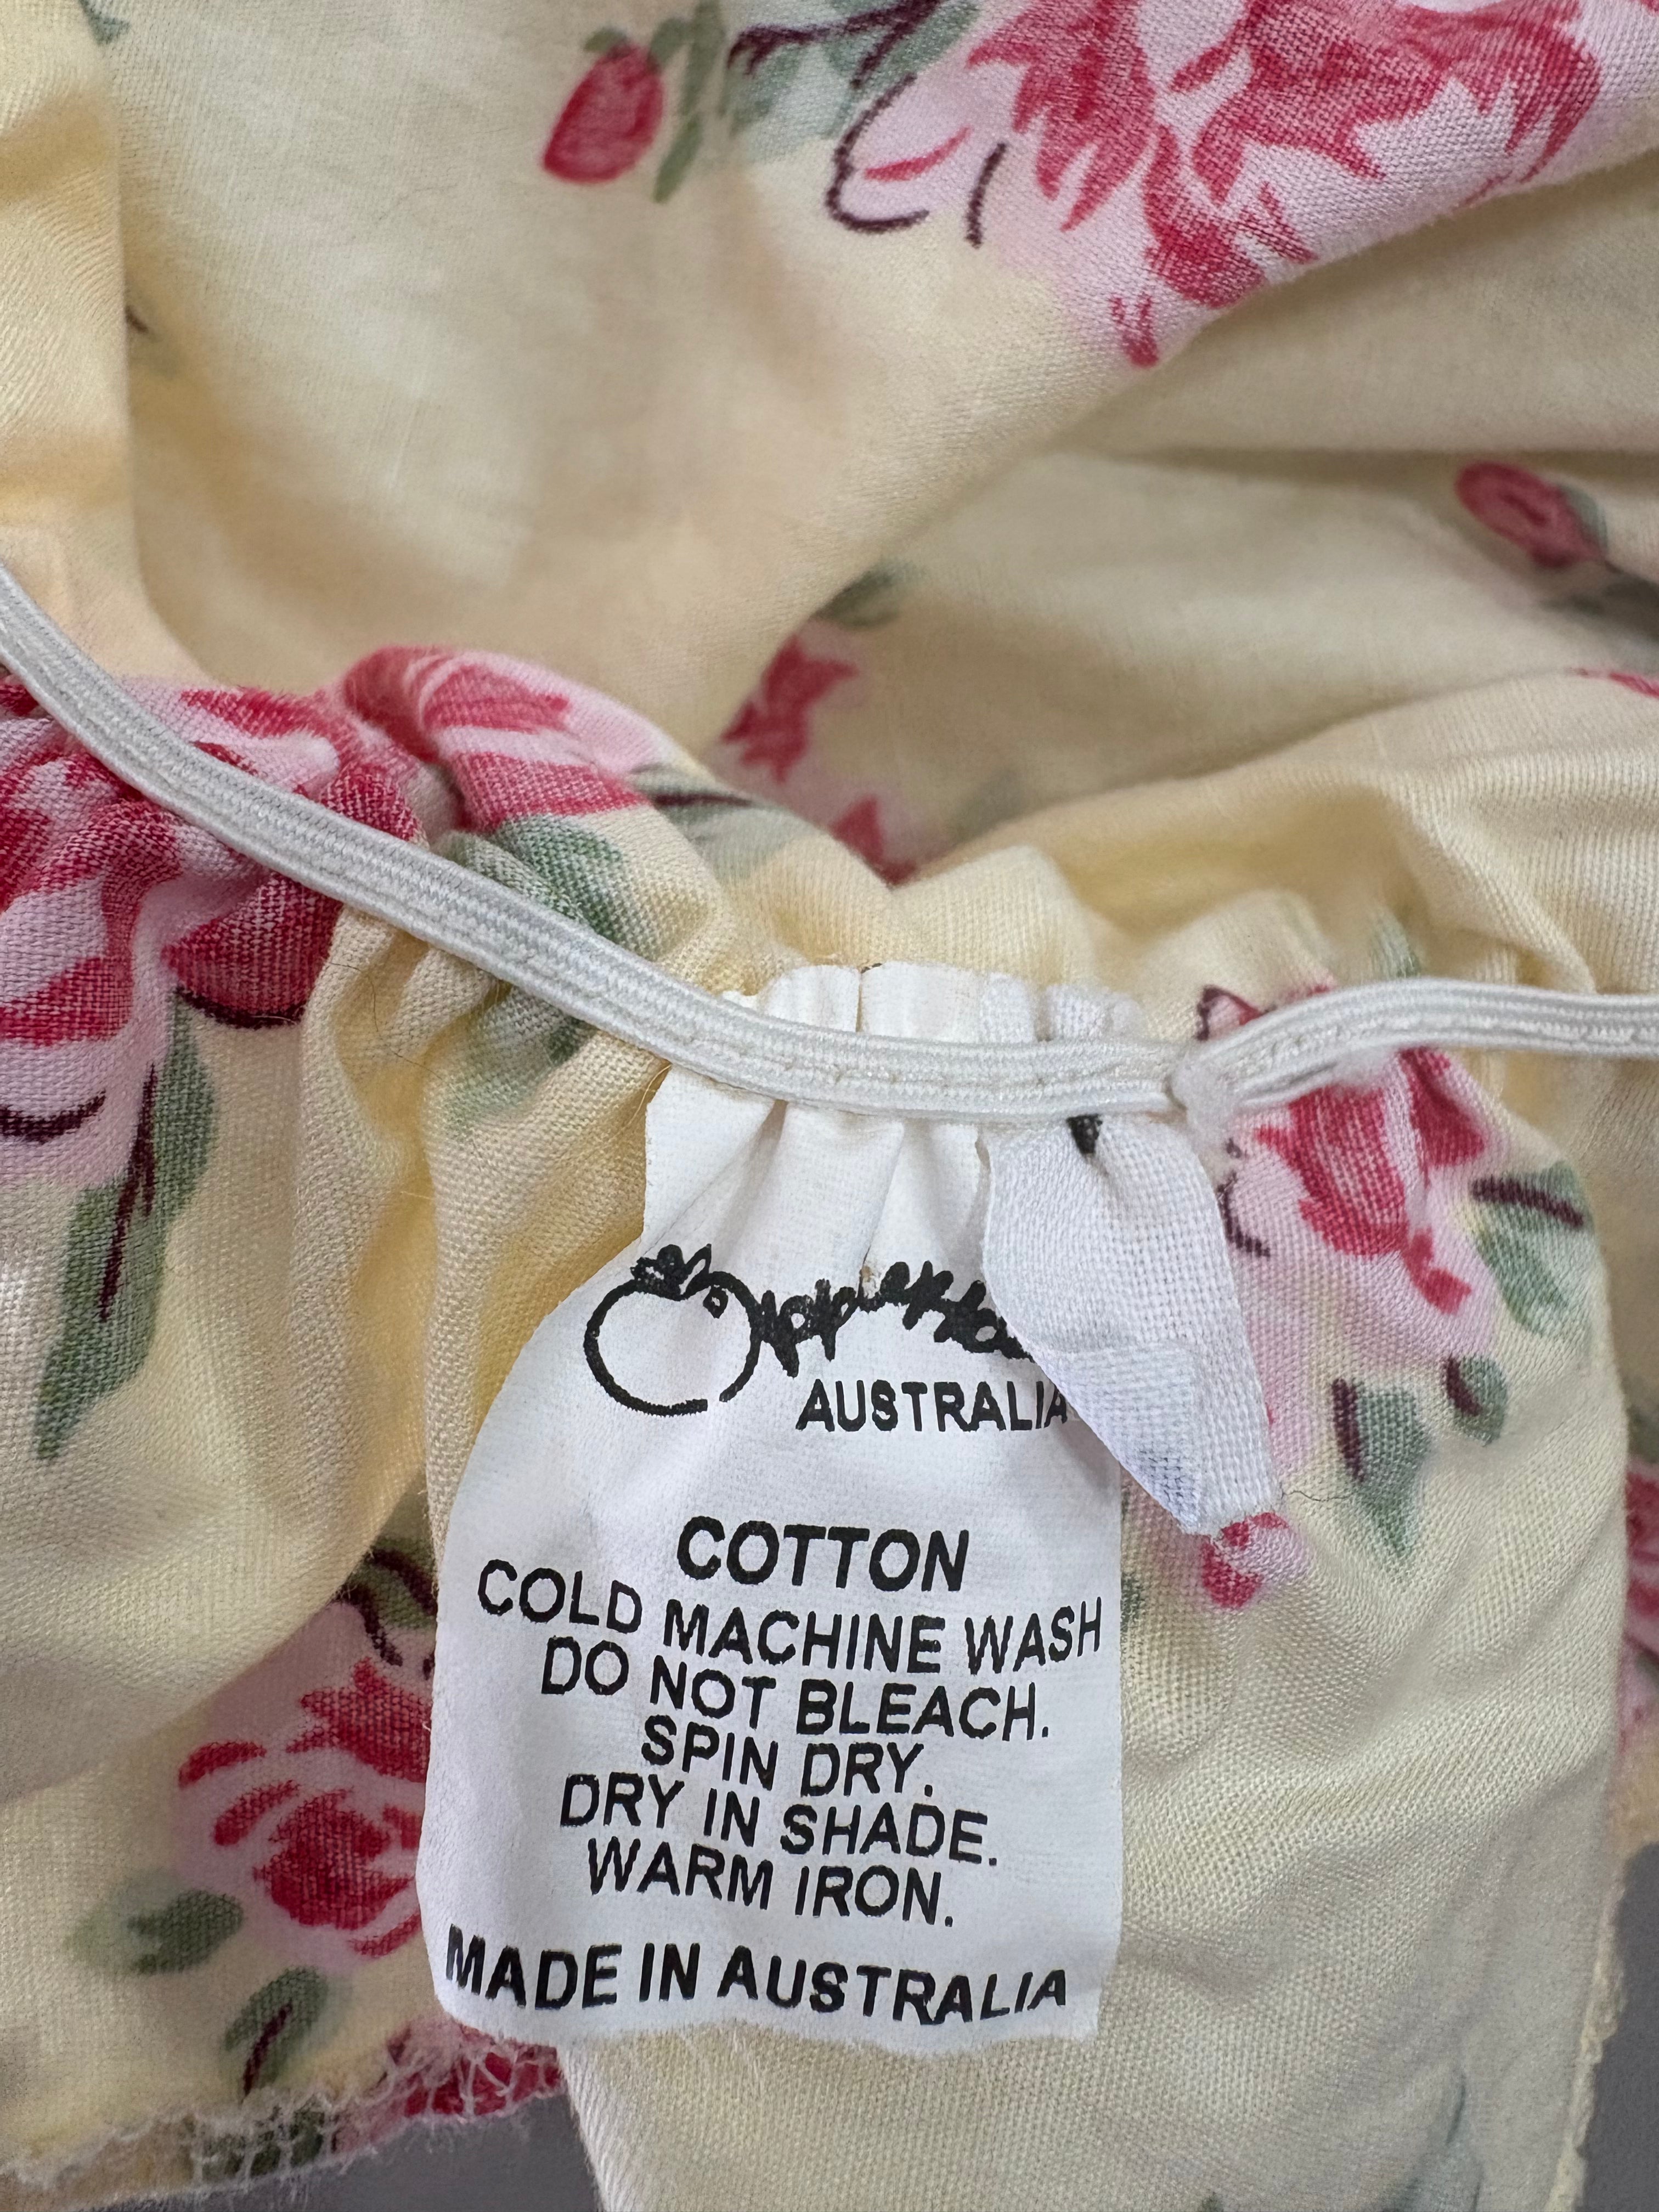 AUSTRALIA
COTTON
COLD MACHINE WASH
DO NOT BLEACH.
SPIN DRY.
DRY IN SHADE.
WARM IRON.
MADE IN AUSTRALIA